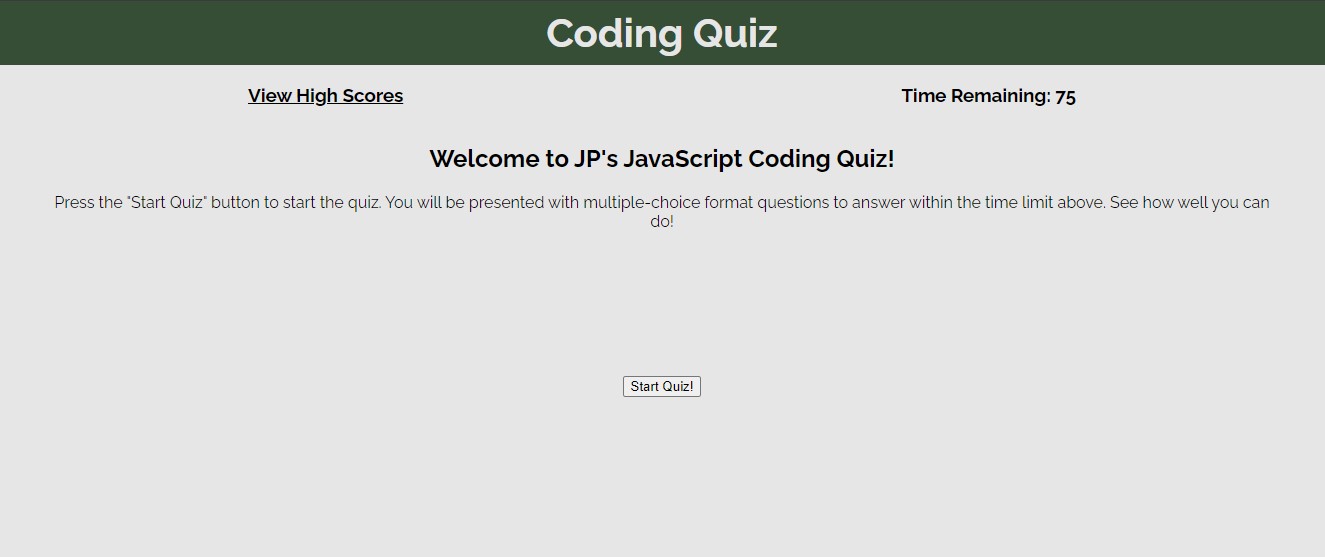 Coding Quiz
View High Scores
Time Remaining: 75
Welcome to JP's JavaScript Coding Quiz!
Press the "Start Quiz" button to start the quiz. You will be presented with multiple-choice format questions to answer within the time limit above. See how well you can
do!
Start Quiz!